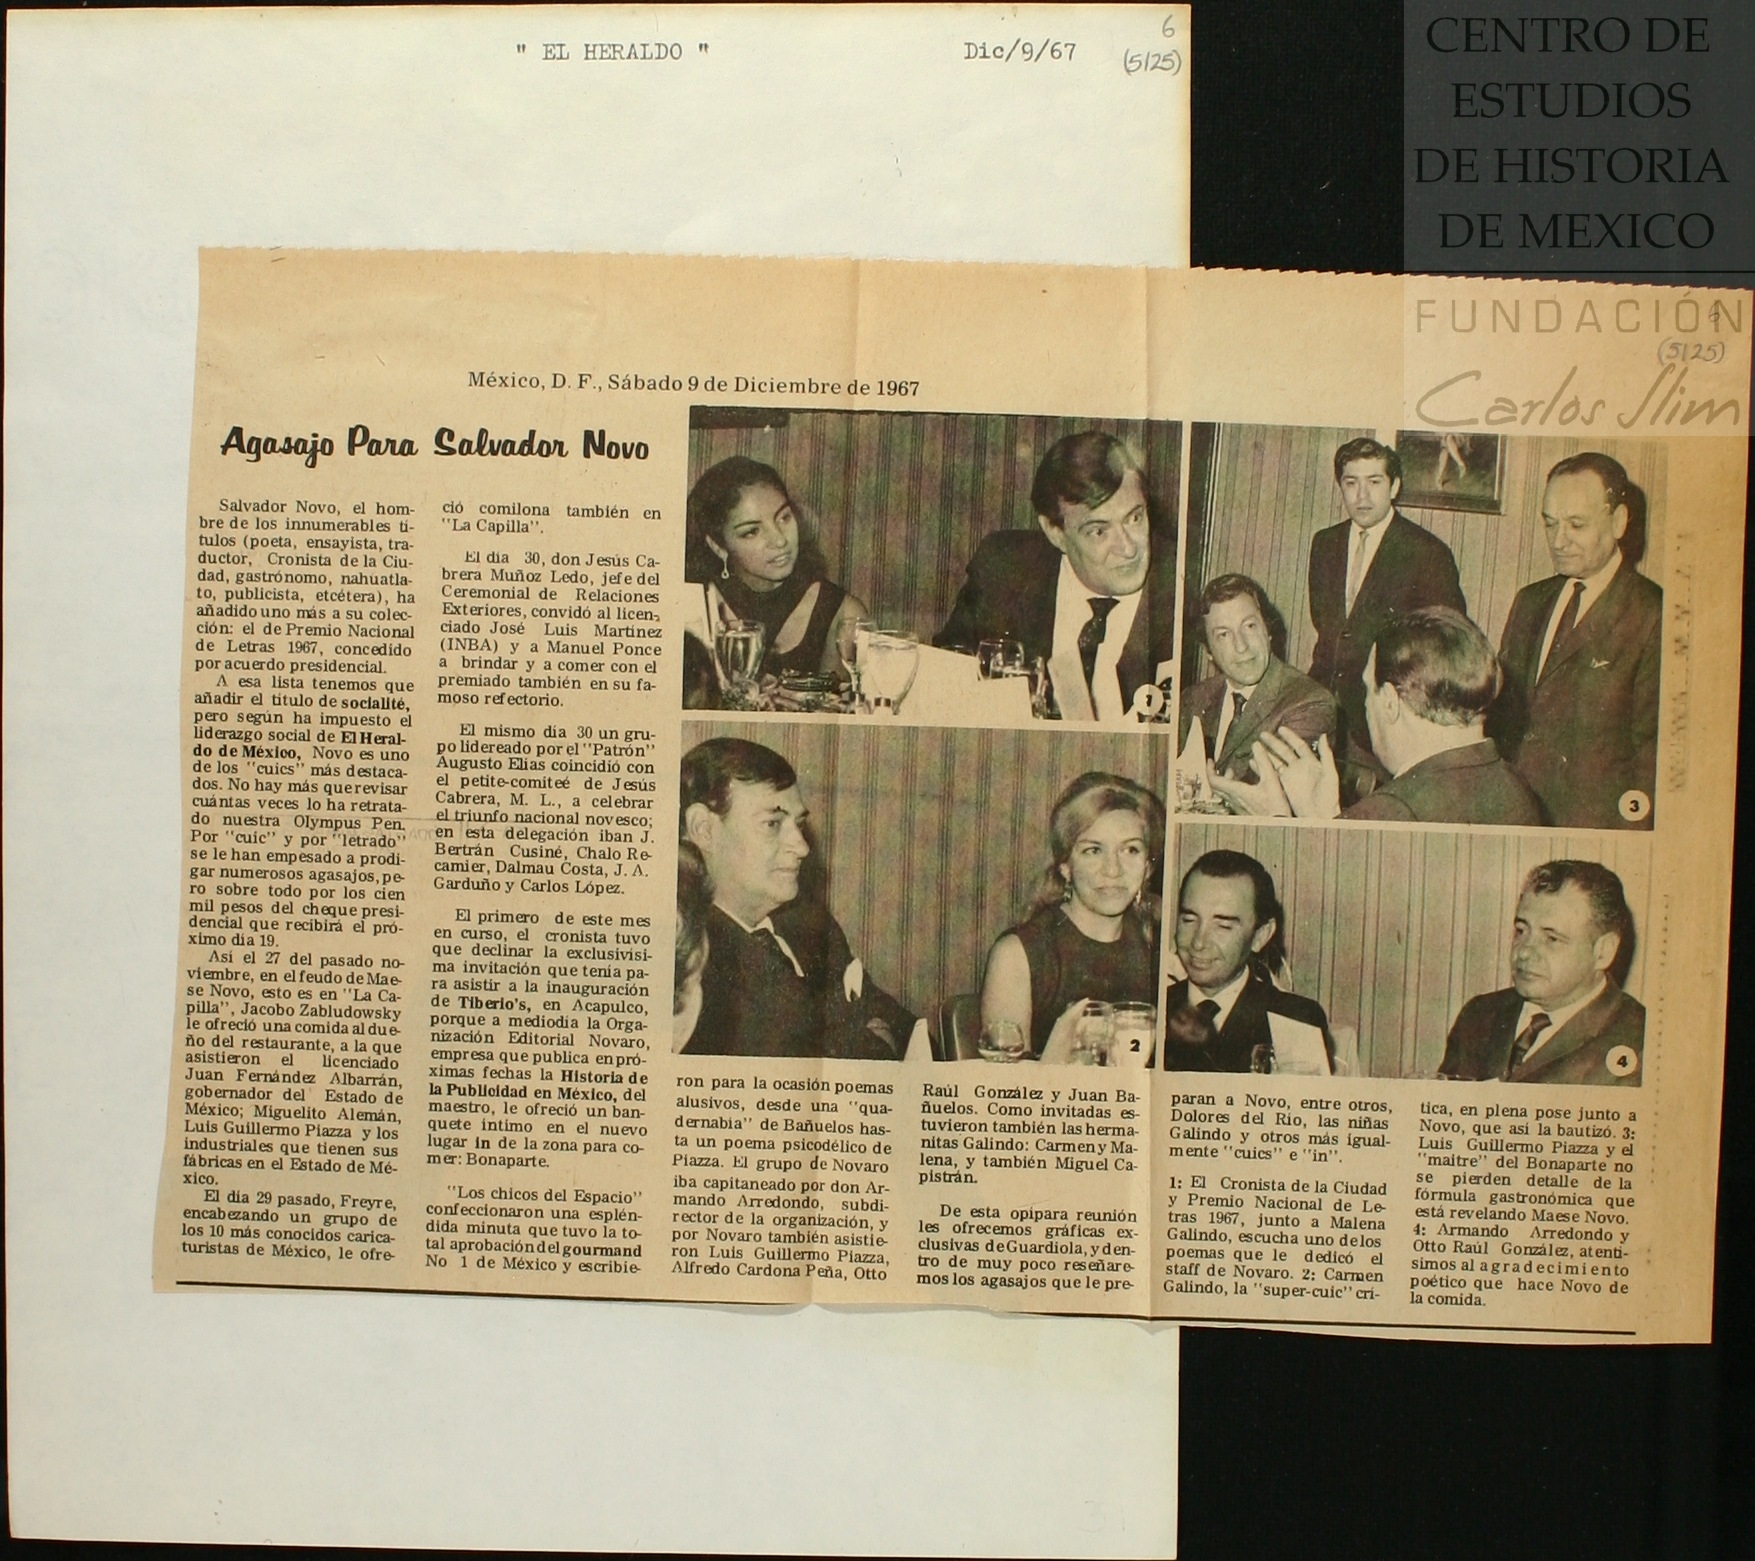 " EL HERALDO "
Dic/9/67
6
(5125)
CENTRO DE
ESTUDIOS
DE HISTORIA
DE MEXICO
FUNDACIÓN
Carlos Slim
6
(5125)
México, D. F., Sábado 9 de Diciembre de 1967
Agasajo Para Salvador Novo
Salvador Novo, el hom-
bre de los innumerables tí-
tulos (poeta, ensayista, tra-
ductor, Cronista de la Ciu-
dad, gastrónomo, nahuatla-
to, publicista, etcétera), ha
añadido uno más a su colec-
ción: el de Premio Nacional
de Letras 1967, concedido
por acuerdo presidencial.
A esa lista tenemos que
añadir el título de socialité,
pero según ha impuesto el
liderazgo social de El Heral-
do de México, Novo es uno
de los "cuics" más destaca-
dos. No hay más que revisar
cuántas veces lo ha retrata-
do nuestra Olympus Pen.
Por "cuic" y por "letrado"
se le han empesado a prodi-
gar numerosos agasajos, pe-
ro sobre todo por los cien
mil pesos del cheque presi-
dencial que recibirá el pró-
ximo día 19.
Así el 27 del pasado no-
viembre, en el feudo de Mae-
se Novo, esto es en "La Ca-
pilla", Jacobo Zabludowsky
le ofreció una comida al due-
ño del restaurante, a la que
asistieron el licenciado
Juan Fernández Albarrán,
gobernador del Estado de
México; Miguelito Alemán,
Luis Guillermo Piazza y los
industriales que tienen sus
fábricas en el Estado de Mé-
xico.
El día 29 pasado, Freyre,
encabezando un grupo de
los 10 más conocidos carica-
turistas de México, le ofre-
ció comilona también en
"La Capilla".
El día 30, don Jesús Ca-
brera Muñoz Ledo, jefe del
Ceremonial de Relaciones
Exteriores, convidó al licen-
ciado José Luis Martínez
(INBA) y a Manuel Ponce
a brindar y a comer con el
premiado también en su fa-
moso refectorio.
El mismo día 30 un gru-
po lidereado por el "Patrón"
Augusto Elías coincidió con
el petite-comiteé de Jesús
Cabrera, M. L., a celebrar
el triunfo nacional novesco;
en esta delegación iban J.
Bertrán Cusiné, Chalo Re-
camier, Dalmau Costa, J. A.
Garduño y Carlos López.
El primero de este mes
en curso, el cronista tuvo
que declinar la exclusivísi-
ma invitación que tenía pa-
ra asistir a la inauguración
de Tiberio's, en Acapulco,
porque a mediodía la Orga-
nización Editorial Novaro,
empresa que publica en pró-
ximas fechas la Historia de
la Publicidad en México, del
maestro, le ofreció un ban-
quete íntimo en el nuevo
lugar in de la zona para co-
mer: Bonaparte.
"Los chicos del Espacio"
confeccionaron una esplén-
dida minuta que tuvo la to-
tal aprobación del gourmand
No 1 de México y escribie-
1
2
3
4
ron para la ocasión poemas
alusivos, desde una "qua-
dernabia" de Bañuelos has-
ta un poema psicodélico de
Piazza. El grupo de Novaro
iba capitaneado por don Ar-
mando Arredondo, subdi-
rector de la organización, y
por Novaro también asistie-
ron Luis Guillermo Piazza,
Alfredo Cardona Peña, Otto
Raúl González y Juan Ba-
ñuelos. Como invitadas es-
tuvieron también las herma-
nitas Galindo: Carmen y Ma-
lena, y también Miguel Ca-
pistrán.
De esta opípara reunión
les ofrecemos gráficas ex-
clusivas de Guardiola, y den-
tro de muy poco reseñare-
mos los agasajos que le pre-
paran a Novo, entre otros,
Dolores del Río, las niñas
Galindo y otros más igual-
mente "cuics" e "in".
1: El Cronista de la Ciudad
y Premio Nacional de Le-
tras 1967, junto a Malena
Galindo, escucha uno de los
poemas que le dedicó el
staff de Novaro. 2: Carmen
Galindo, la "super-cuic" crí-
tica, en plena pose junto a
Novo, que así la bautizó. 3:
Luis Guillermo Piazza y el
"maitre" del Bonaparte no
se pierden detalle de la
fórmula gastronómica que
está revelando Maese Novo.
4: Armando Arredondo y
Otto Raúl González, atentí-
simos al agradecimiento
poético que hace Novo de
la comida.